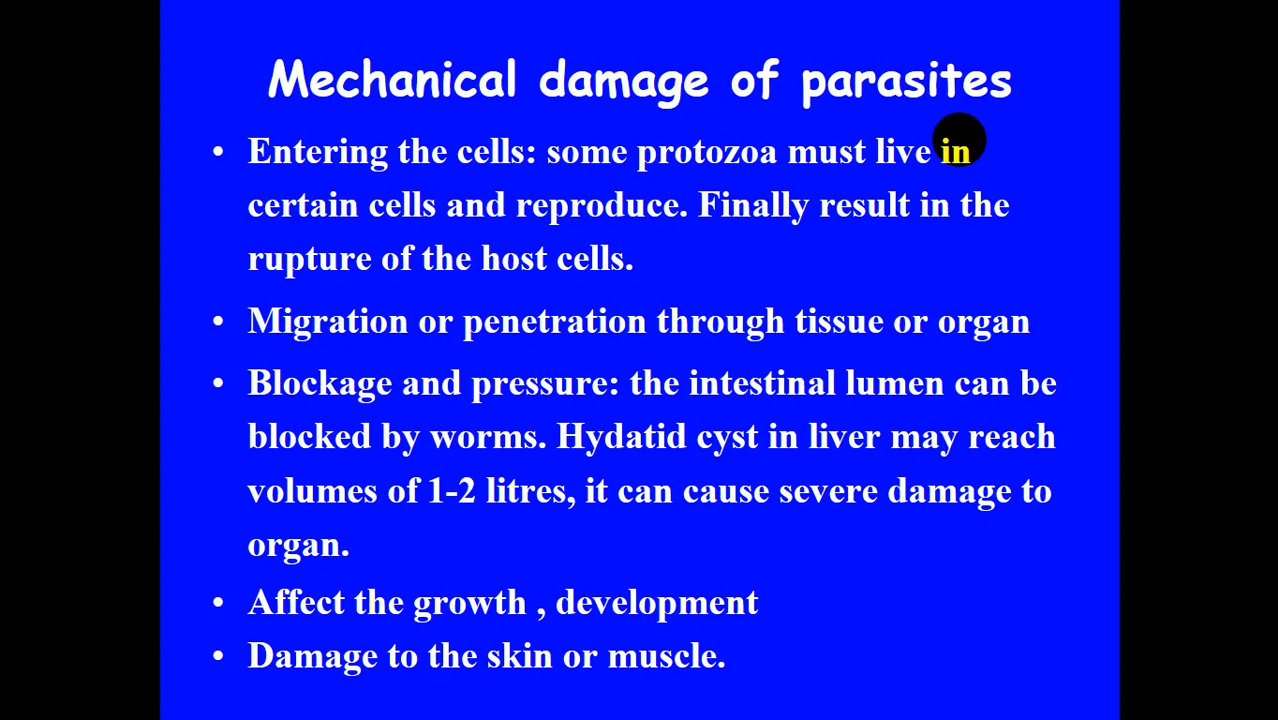 Mechanical damage of parasites
• Entering the cells: some protozoa must live in
certain cells and reproduce. Finally result in the
rupture of the host cells.
• Migration or penetration through tissue or organ
• Blockage and pressure: the intestinal lumen can be
blocked by worms. Hydatid cyst in liver may reach
volumes of 1-2 litres, it can cause severe damage to
organ.
• Affect the growth , development
• Damage to the skin or muscle.